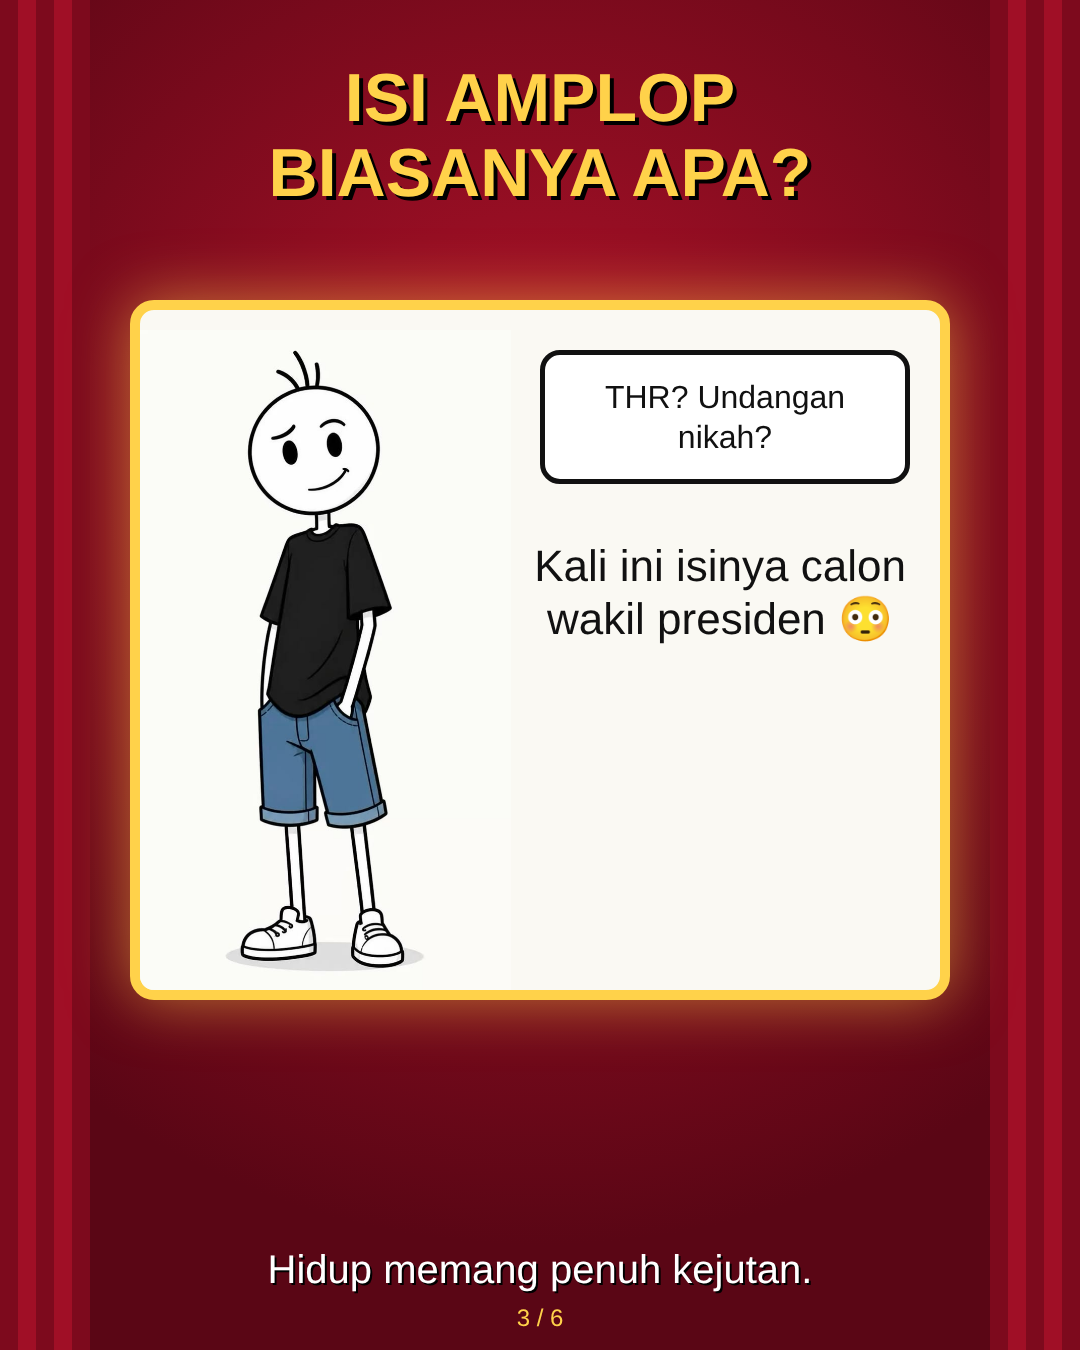 ISI AMPLOP
BIASANYA APA?
THR? Undangan
nikah?
Kali ini isinya calon
wakil presiden 😳
Hidup memang penuh kejutan.
3 / 6